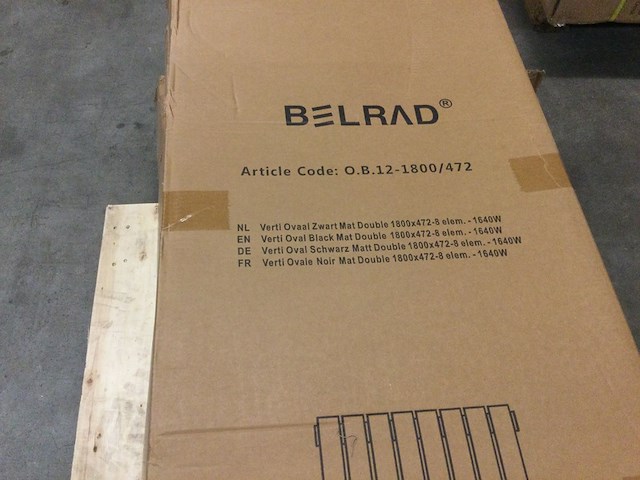 BELRAD®
Article Code: O.B.12-1800/472
NL Verti Ovaal Zwart Mat Double 1800x472-8 elem. - 1640W
EN Verti Oval Black Mat Double 1800x472-8 elem. - 1640W
DE Verti Oval Schwarz Matt Double 1800x472-8 elem. - 1640W
FR Verti Ovale Noir Mat Double 1800x472-8 elem. - 1640W